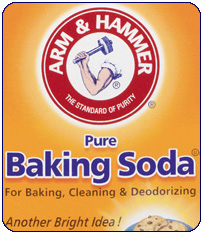 ARM & HAMMER
THE STANDARD OF PURITY
®
Pure
Baking Soda
For Baking, Cleaning & Deodorizing
Another Bright Idea!